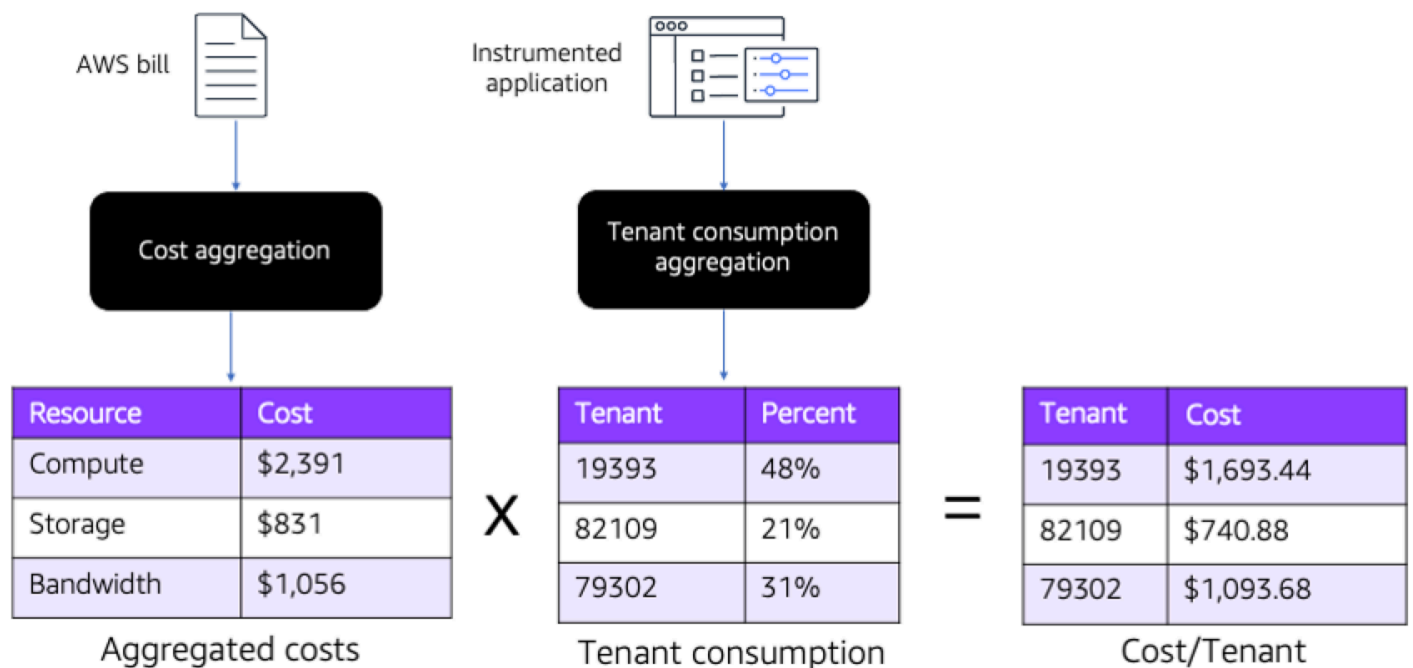 AWS bill
Instrumented
application
Cost aggregation
Tenant consumption
aggregation
Resource Cost
Compute $2,391
Storage $831
Bandwidth $1,056
Aggregated costs
X
Tenant Percent
19393 48%
82109 21%
79302 31%
Tenant consumption
=
Tenant Cost
19393 $1,693.44
82109 $740.88
79302 $1,093.68
Cost/Tenant